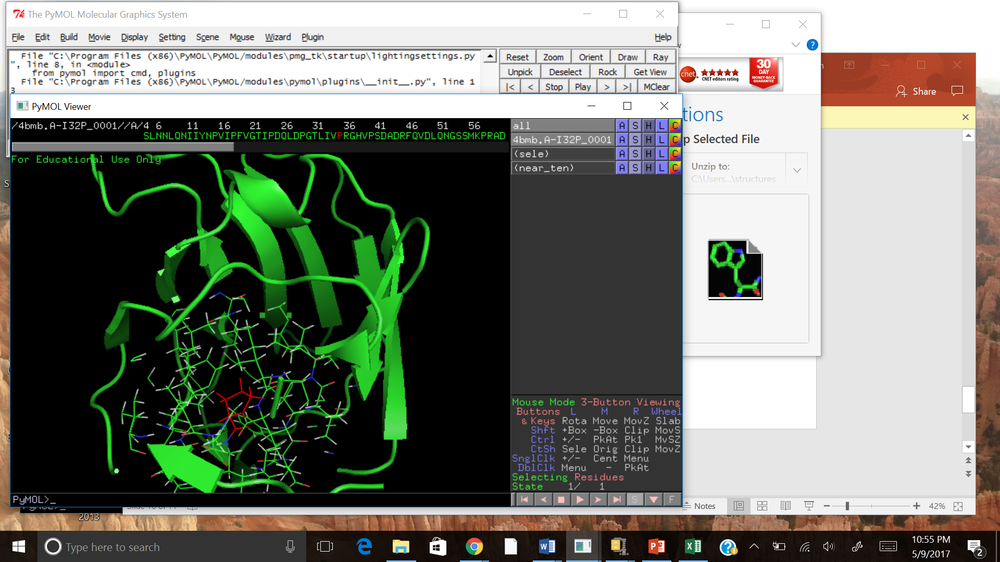 The PyMOL Molecular Graphics System
File Edit Build Movie Display Setting Scene Mouse Wizard Plugin Help
File "C:\Program Files (x86)\PyMOL\PyMOL/modules\pmg_tk\startup\lightingsettings.py
", line 8, in <module>
from pymol import cmd, plugins
File "C:\Program Files (x86)\PyMOL\PyMOL/modules\pymol\plugins\__init__.py", line 1
3
Reset Zoom Orient Draw Ray
Unpick Deselect Rock Get View
|< < Stop Play > >| MClear
cnet CNET editors rating
30 DAY MONEY-BACK GUARANTEE
Share
PyMOL Viewer
/4bmb.A-I32P_0001//A/4 6 11 16 21 26 31 36 41 46 51 56
SLNNLQNIIYNPVIPFVGTIPDQLDPGTLIVPRGHVPSDADRFQVDLQNGSSMKPRAD
For Educational Use Only
all A S H L C
4bmb.A-I32P_0001 A S H L C
(sele) A S H L C
(near_ten) A S H L C
tions
p Selected File
Unzip to:
C:\Users...\structures
Mouse Mode 3-Button Viewing
Buttons L M R Wheel
& Keys Rota Move MovZ Slab
Shft +Box -Box Clip MovS
Ctrl +/- PkAt Pk1 MvSZ
CtSh Sele Orig Clip MovZ
SnglClk +/- Cent Menu
DblClk Menu - PkAt
Selecting Residues
State 1/ 1
S F
PyMOL>_
Notes 42%
2013
Type here to search
10:55 PM
5/9/2017
2